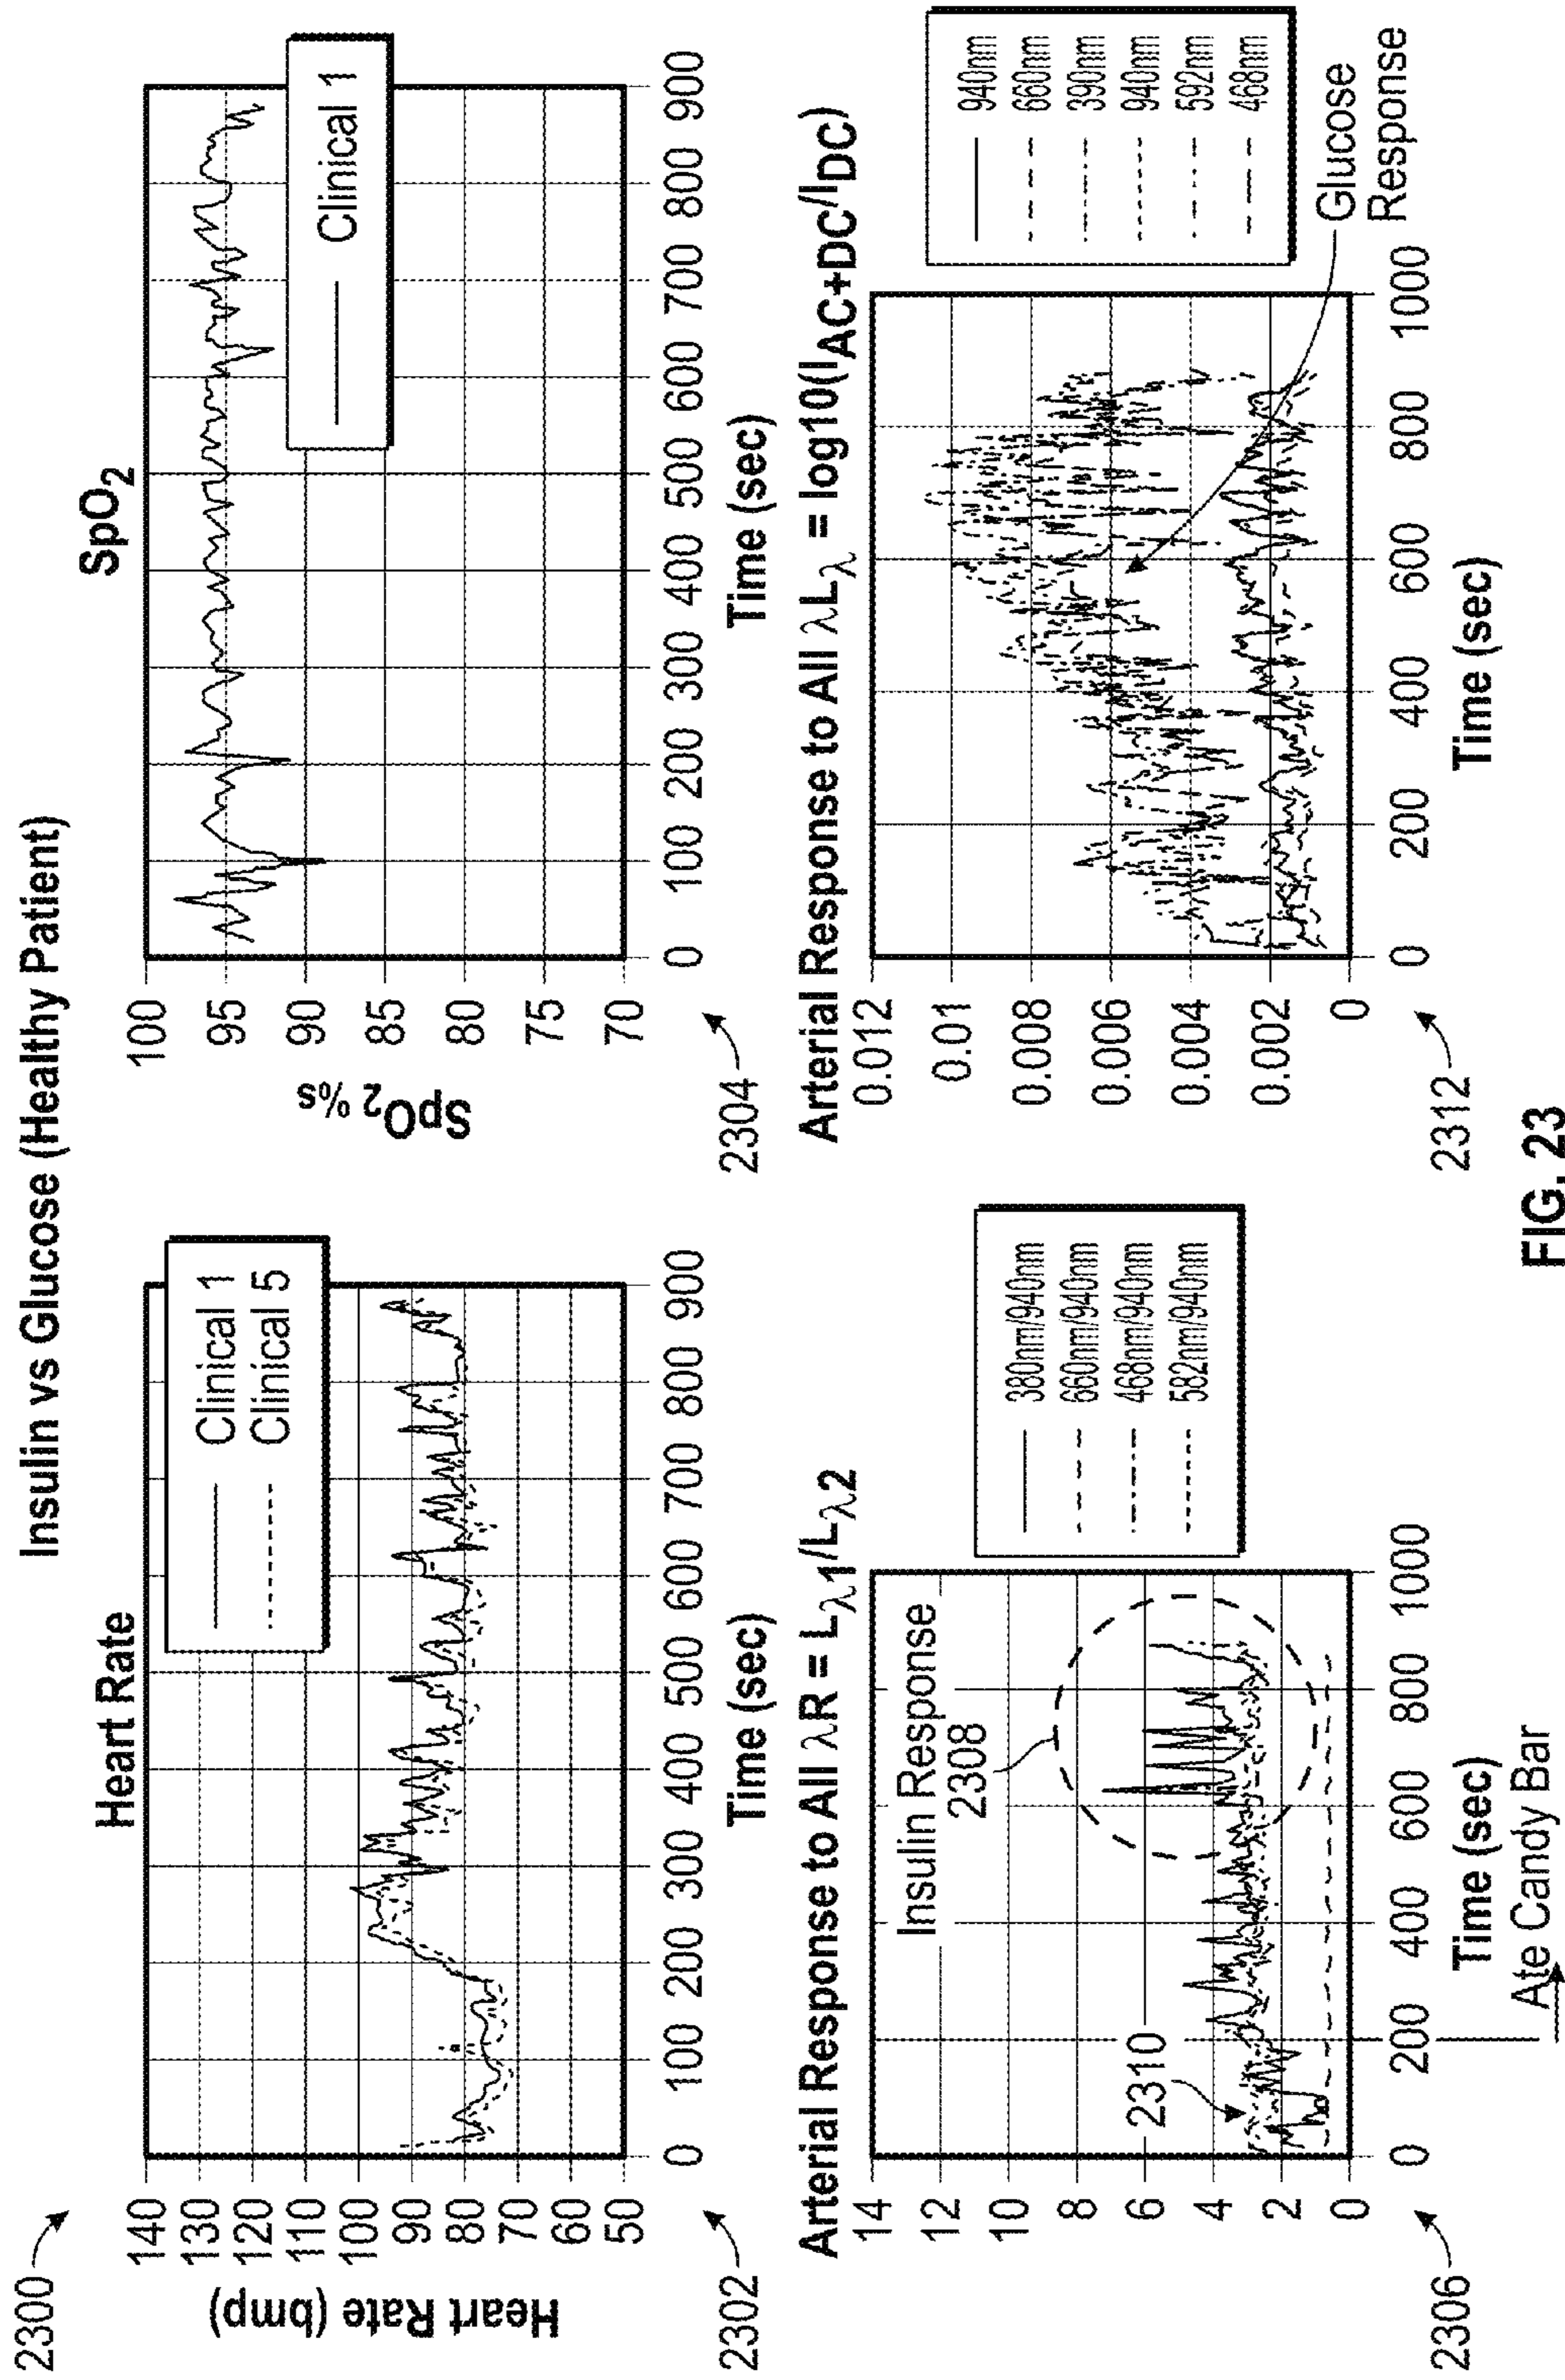 2300
Insulin vs Glucose (Healthy Patient)
Heart Rate
Heart Rate (bmp)
140
130
120
110
100
90
80
70
60
50
Clinical 1
Clinical 5
0 100 200 300 400 500 600 700 800 900
Time (sec)
2302
SpO2
SpO2 %s
100
95
90
85
80
75
70
Clinical 1
0 100 200 300 400 500 600 700 800 900
Time (sec)
2304
Arterial Response to All λR = Lλ1/Lλ2
14
12
10
8
6
4
2
0
Insulin Response
2308
2310
380nm/940nm
660nm/940nm
468nm/940nm
582nm/940nm
0 200 400 600 800 1000
Time (sec)
Ate Candy Bar
2306
Arterial Response to All λLλ = log10(IAC+DC/IDC)
0.012
0.01
0.008
0.006
0.004
0.002
0
940nm
660nm
390nm
940nm
592nm
468nm
Glucose
Response
0 200 400 600 800 1000
Time (sec)
2312
FIG. 23